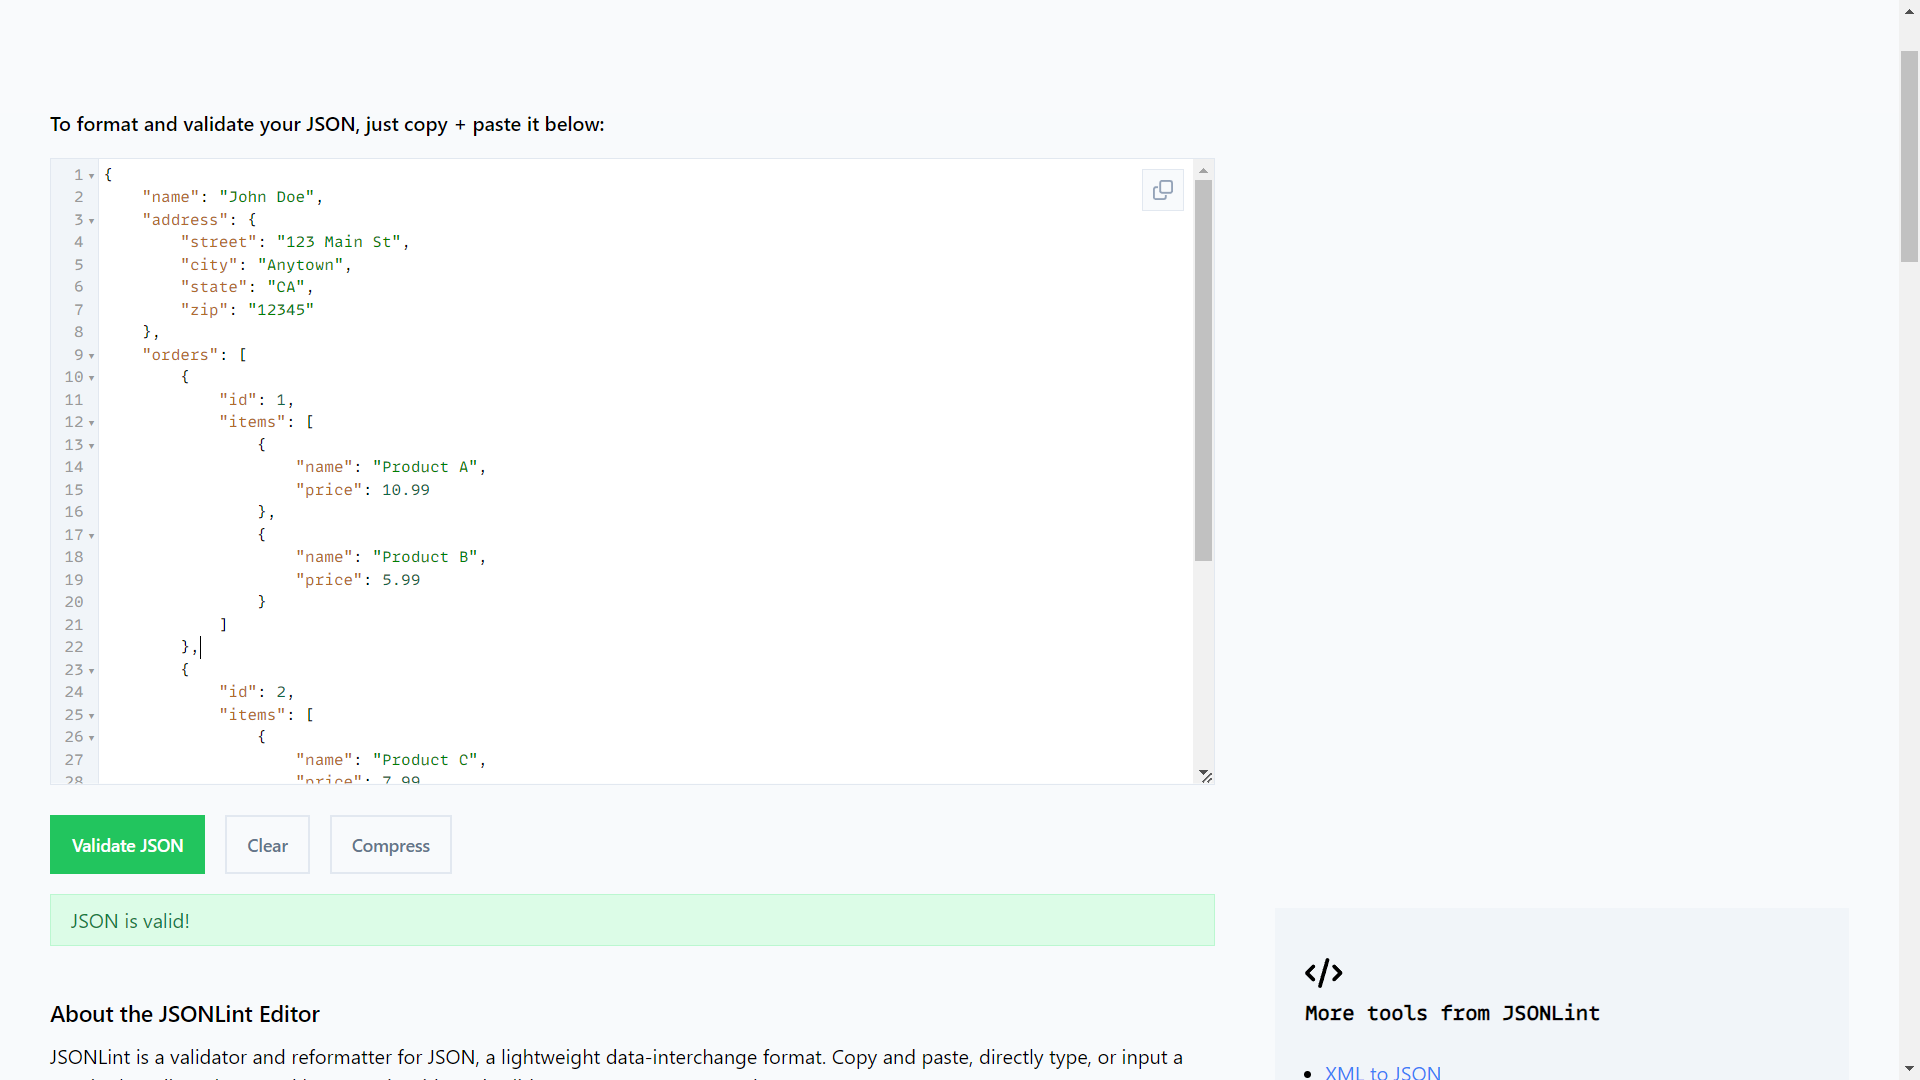 To format and validate your JSON, just copy + paste it below:
1 {
2     "name": "John Doe",
3     "address": {
4         "street": "123 Main St",
5         "city": "Anytown",
6         "state": "CA",
7         "zip": "12345"
8     },
9     "orders": [
10         {
11             "id": 1,
12             "items": [
13                 {
14                     "name": "Product A",
15                     "price": 10.99
16                 },
17                 {
18                     "name": "Product B",
19                     "price": 5.99
20                 }
21             ]
22         },
23         {
24             "id": 2,
25             "items": [
26                 {
27                     "name": "Product C",
28                     "price": 7.99
Validate JSON
Clear
Compress
JSON is valid!
About the JSONLint Editor
JSONLint is a validator and reformatter for JSON, a lightweight data-interchange format. Copy and paste, directly type, or input a
</> 
More tools from JSONLint
XML to JSON